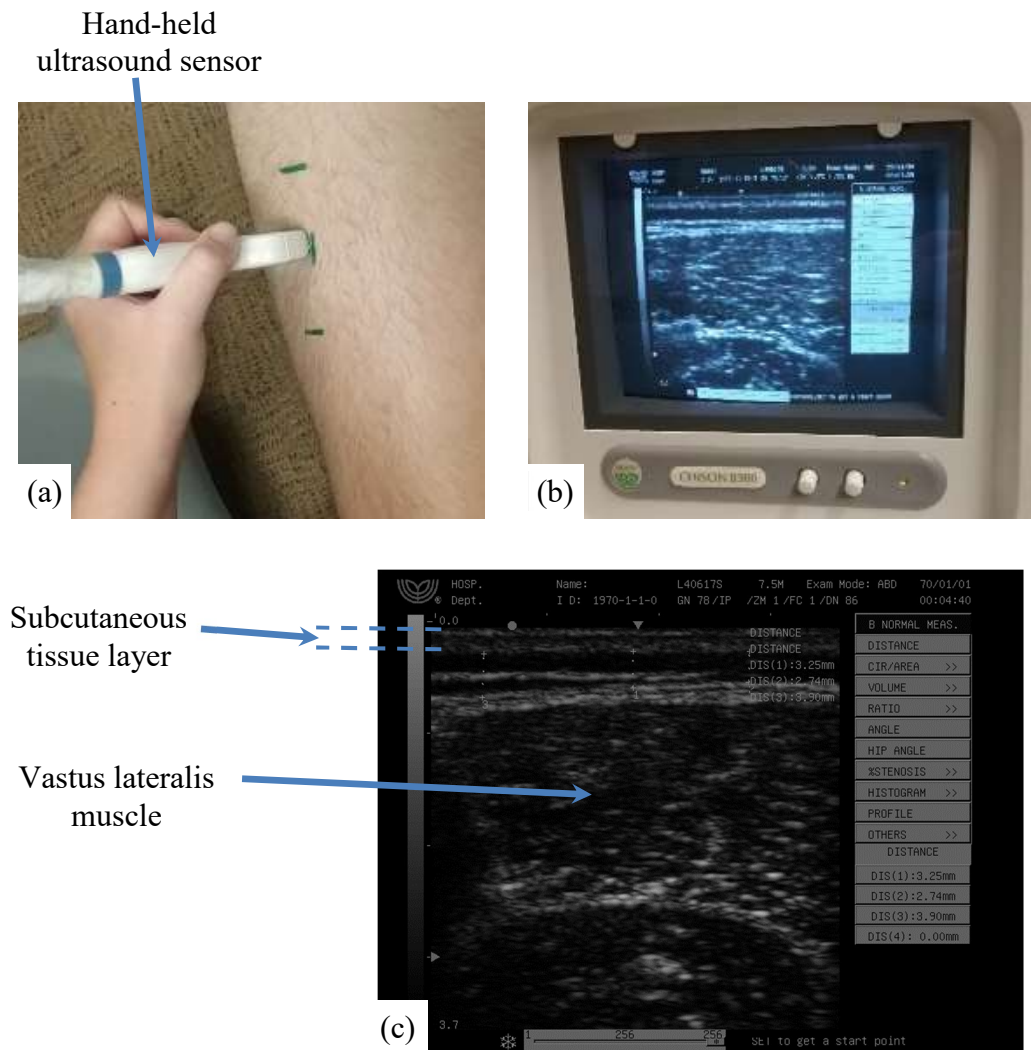 Hand-held
ultrasound sensor
(a)
(b)
CHISON 8300
Subcutaneous
tissue layer
Vastus lateralis
muscle
(c)
HOSP. Name: L40617S 7.5M Exam Mode: ABD 70/01/01
® Dept. I D: 1970-1-1-0 GN 78/IP /ZM 1/FC 1/DN 86 00:04:40
0.0
B NORMAL MEAS.
DISTANCE
DISTANCE
DIS(1):3.25mm
DIS(2):2.74mm
DIS(3):3.90mm
DISTANCE
CIR/AREA >>
VOLUME >>
RATIO >>
ANGLE
HIP ANGLE
%STENOSIS >>
HISTOGRAM >>
PROFILE
OTHERS >>
DISTANCE
DIS(1):3.25mm
DIS(2):2.74mm
DIS(3):3.90mm
DIS(4): 0.00mm
3.7
1 256 256
SET to get a start point